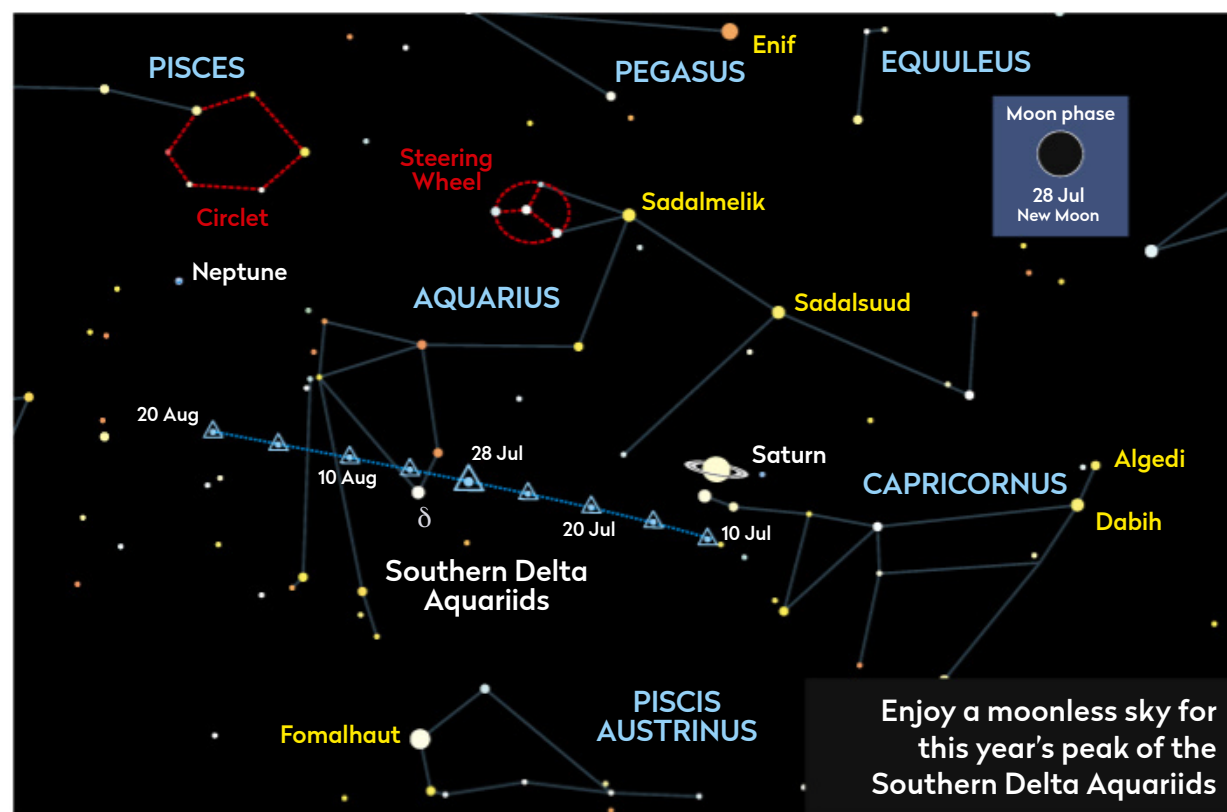 Enif
PISCES
PEGASUS
EQUULEUS
Moon phase
28 Jul
New Moon
Steering
Wheel
Sadalmelik
Circlet
Neptune
AQUARIUS
Sadalsuud
20 Aug
28 Jul
10 Aug
Saturn
Algedi
CAPRICORNUS
Dabih
δ
20 Jul
10 Jul
Southern Delta
Aquariids
PISCIS
AUSTRINUS
Fomalhaut
Enjoy a moonless sky for
this year’s peak of the
Southern Delta Aquariids